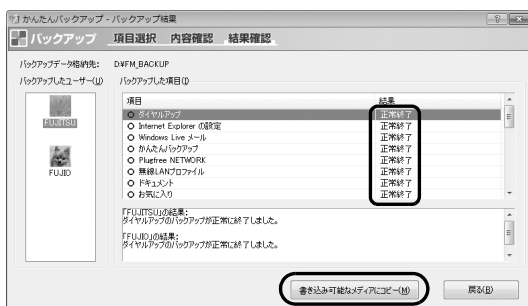 かんたんバックアップ - バックアップ結果
バックアップ 項目選択 内容確認 結果確認
バックアップデータ格納先: D:¥FM_BACKUP
バックアップしたユーザー(U) バックアップした項目(I)
FUJITSU
FUJIO
項目 結果
ダイヤルアップ 正常終了
Internet Explorer の設定 正常終了
Windows Live メール 正常終了
かんたんバックアップ 正常終了
Plugfree NETWORK 正常終了
無線LANプロファイル 正常終了
ドキュメント 正常終了
お気に入り 正常終了
「FUJITSU」の結果:
ダイヤルアップのバックアップが正常に終了しました。
「FUJIO」の結果:
ダイヤルアップのバックアップが正常に終了しました。
書き込み可能なメディアにコピー(M) 戻る(B)